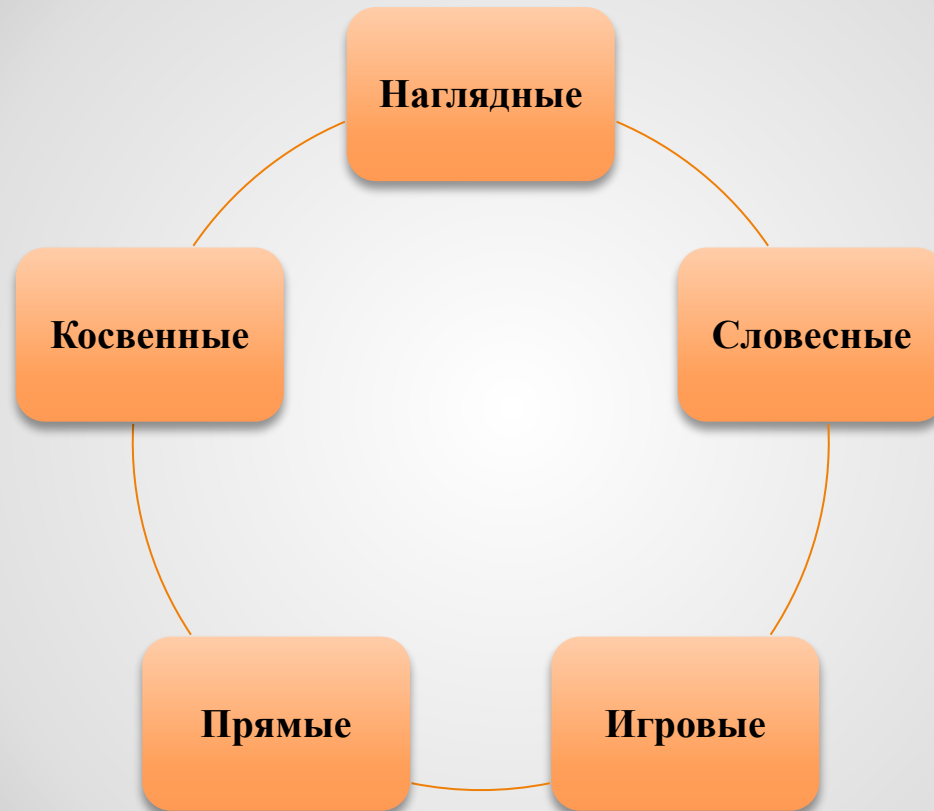 Наглядные
Словесные
Игровые
Прямые
Косвенные